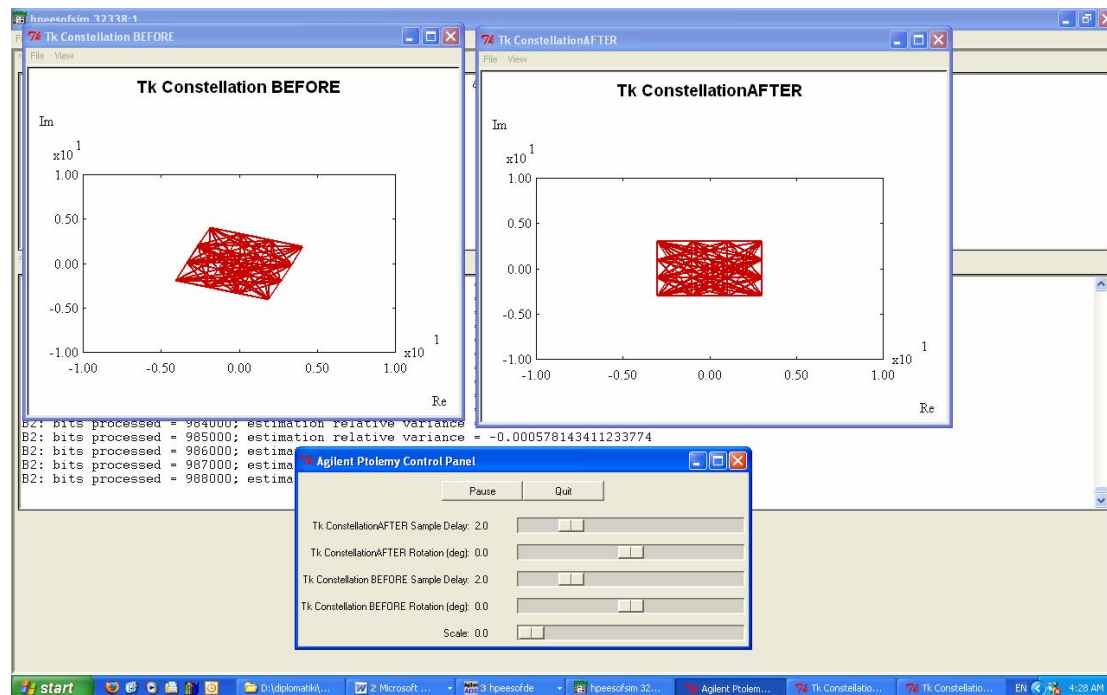 hpeesofsim 32338:1
Tk Constellation BEFORE
File View
Tk Constellation BEFORE
Im
x10 1
1.00
0.50
0.00
-0.50
-1.00
-1.00 -0.50 0.00 0.50 1.00
x10 1
Re
Tk ConstellationAFTER
File View
Tk ConstellationAFTER
Im
x10 1
1.00
0.50
0.00
-0.50
-1.00
-1.00 -0.50 0.00 0.50 1.00
x10 1
Re
B2: bits processed = 984000; estimation relative variance =
B2: bits processed = 985000; estimation relative variance = -0.000578143411233774
B2: bits processed = 986000; estima
B2: bits processed = 987000; estima
B2: bits processed = 988000; estima
Agilent Ptolemy Control Panel
Pause Quit
Tk ConstellationAFTER Sample Delay: 2.0
Tk ConstellationAFTER Rotation (deg): 0.0
Tk Constellation BEFORE Sample Delay: 2.0
Tk Constellation BEFORE Rotation (deg): 0.0
Scale: 0.0
start D:\diplomatiki\... 2 Microsoft ... 3 hpeesofde hpeesofsim 32... Agilent Ptolem... Tk Constellatio... Tk Constellatio... EN 4:28 AM